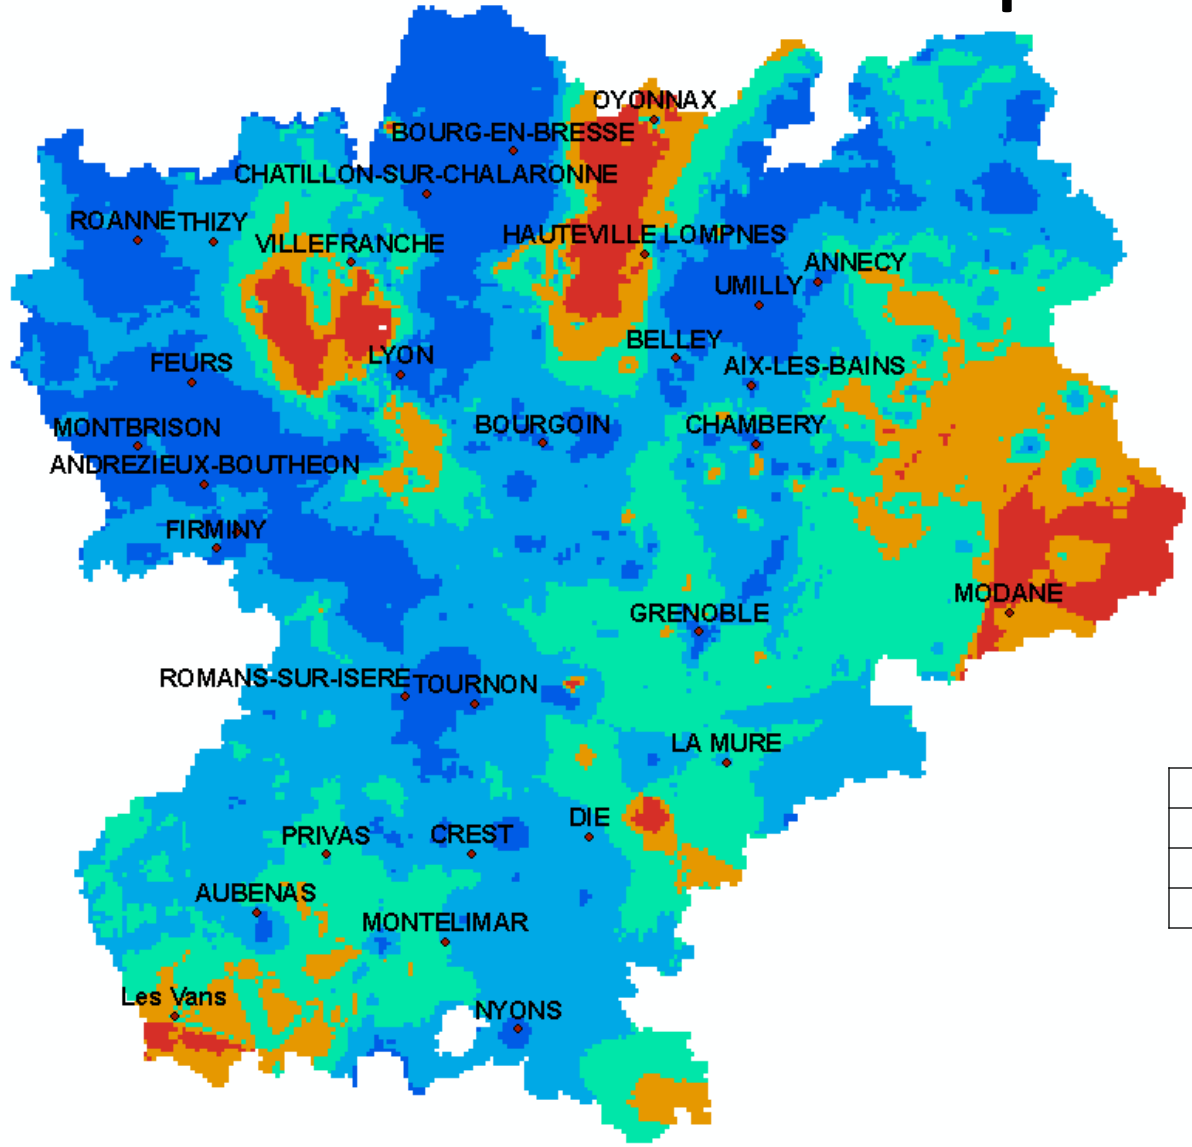 OYONNAX
BOURG-EN-BRESSE
CHATILLON-SUR-CHALARONNE
ROANNE THIZY
VILLEFRANCHE
HAUTEVILLE LOMPNES
ANNECY
UMILLY
BELLEY
LYON
FEURS
AIX-LES-BAINS
MONTBRISON
BOURGOIN
CHAMBERY
ANDREZIEUX-BOUTHEON
FIRMINY
MODANE
GRENOBLE
ROMANS-SUR-ISERE TOURNON
LA MURE
DIE
PRIVAS
CREST
AUBENAS
MONTELIMAR
Les Vans
NYONS